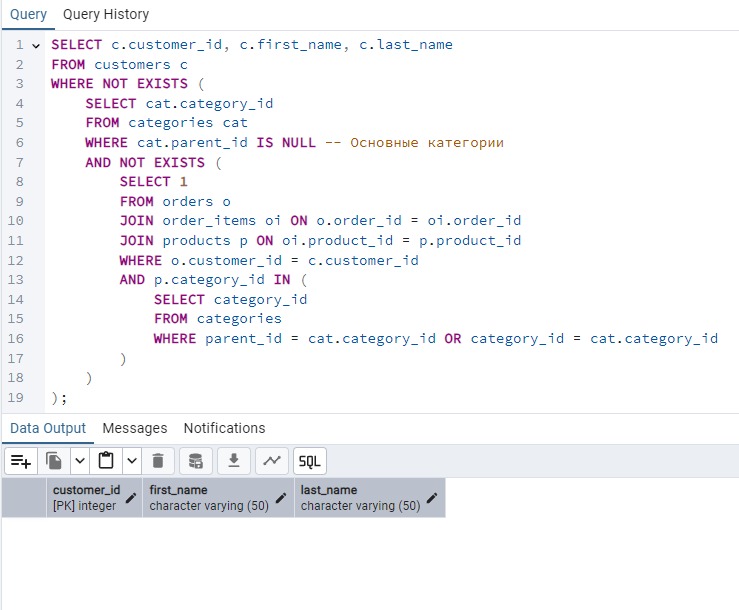 Query Query History
1 SELECT c.customer_id, c.first_name, c.last_name
2 FROM customers c
3 WHERE NOT EXISTS (
4     SELECT cat.category_id
5     FROM categories cat
6     WHERE cat.parent_id IS NULL -- Основные категории
7     AND NOT EXISTS (
8         SELECT 1
9         FROM orders o
10         JOIN order_items oi ON o.order_id = oi.order_id
11         JOIN products p ON oi.product_id = p.product_id
12         WHERE o.customer_id = c.customer_id
13         AND p.category_id IN (
14             SELECT category_id
15             FROM categories
16             WHERE parent_id = cat.category_id OR category_id = cat.category_id
17         )
18     )
19 );
Data Output Messages Notifications
SQL
customer_id first_name last_name
[PK] integer character varying (50) character varying (50)